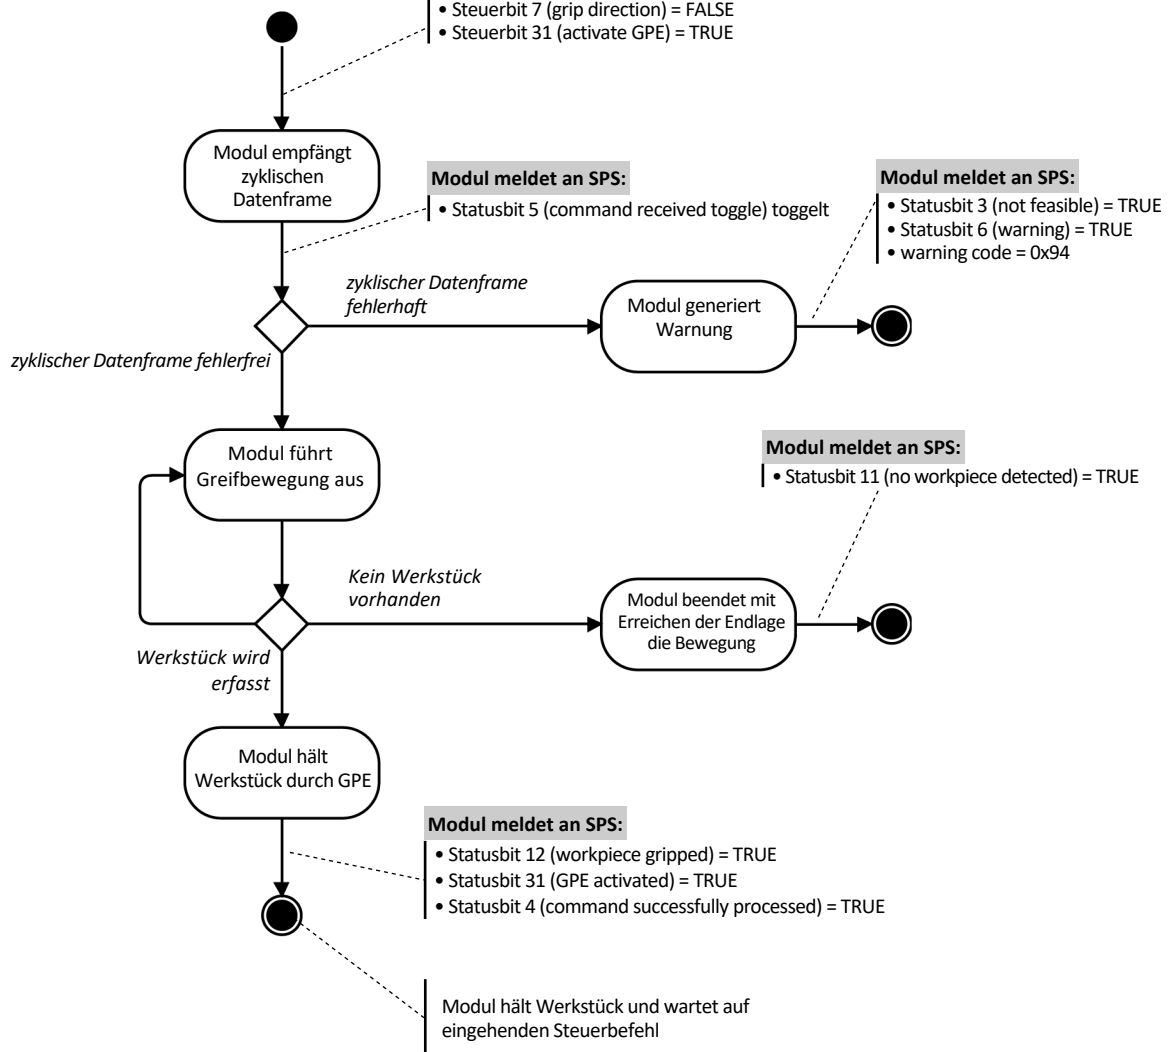 • Steuerbit 7 (grip direction) = FALSE
• Steuerbit 31 (activate GPE) = TRUE
Modul empfängt
zyklischen
Datenframe
Modul meldet an SPS:
• Statusbit 5 (command received toggle) toggelt
Modul meldet an SPS:
• Statusbit 3 (not feasible) = TRUE
• Statusbit 6 (warning) = TRUE
• warning code = 0x94
zyklischer Datenframe
fehlerhaft
Modul generiert
Warnung
zyklischer Datenframe fehlerfrei
Modul führt
Greifbewegung aus
Modul meldet an SPS:
• Statusbit 11 (no workpiece detected) = TRUE
Kein Werkstück
vorhanden
Modul beendet mit
Erreichen der Endlage
die Bewegung
Werkstück wird
erfasst
Modul hält
Werkstück durch GPE
Modul meldet an SPS:
• Statusbit 12 (workpiece gripped) = TRUE
• Statusbit 31 (GPE activated) = TRUE
• Statusbit 4 (command successfully processed) = TRUE
Modul hält Werkstück und wartet auf
eingehenden Steuerbefehl